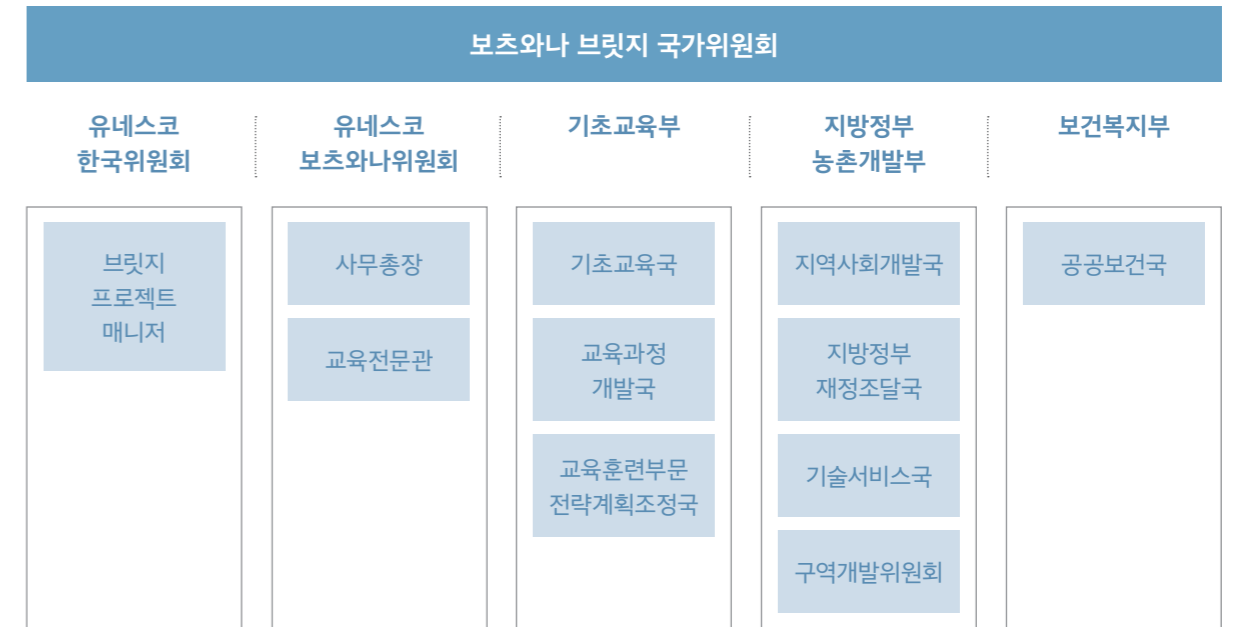 보츠와나 브릿지 국가위원회
유네스코
한국위원회
유네스코
보츠와나위원회
기초교육부
지방정부
농촌개발부
보건복지부
브릿지
프로젝트
매니저
사무총장
교육전문관
기초교육국
교육과정
개발국
교육훈련부문
전략계획조정국
지역사회개발국
지방정부
재정조달국
기술서비스국
구역개발위원회
공공보건국